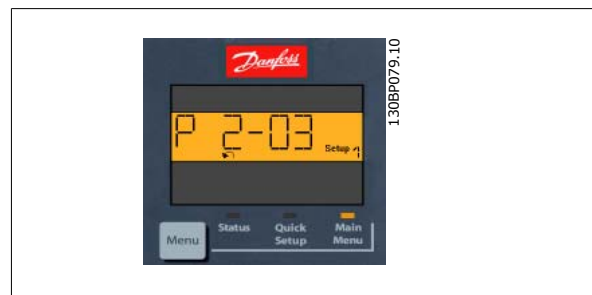 Danfoss
130BP079.10
P 2-03
Setup 1
Menu
Status
Quick
Setup
Main
Menu